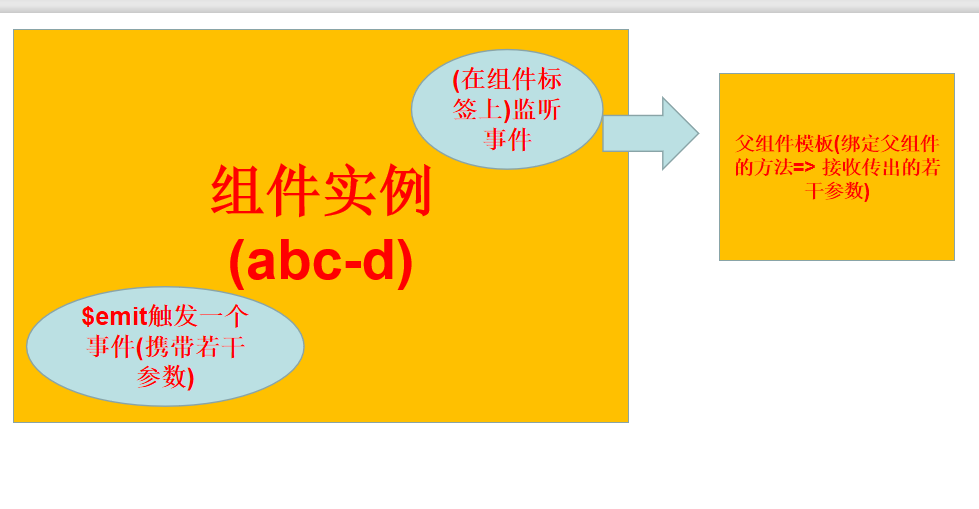 (在组件标
签上)监听
事件
组件实例
(abc-d)
$emit触发一个
事件(携带若干
参数)
父组件模板(绑定父组件
的方法=> 接收传出的若
干参数)